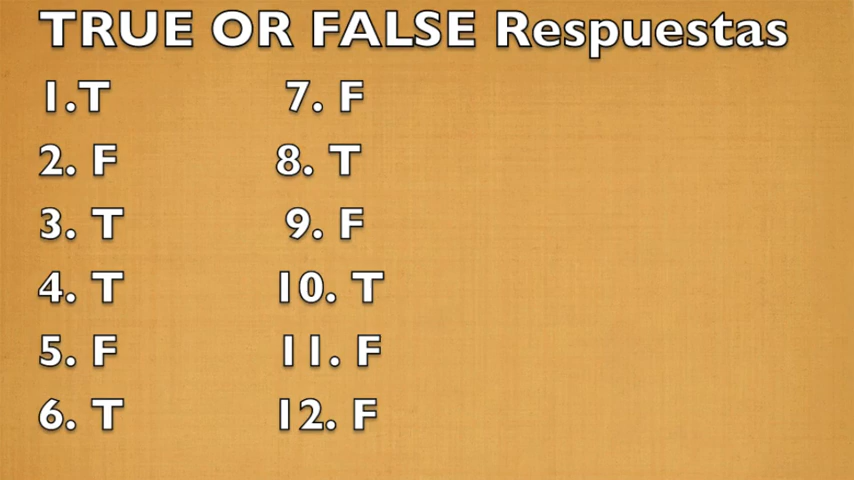 TRUE OR FALSE Respuestas
1.T
2. F
3. T
4. T
5. F
6. T
7. F
8. T
9. F
10. T
11. F
12. F